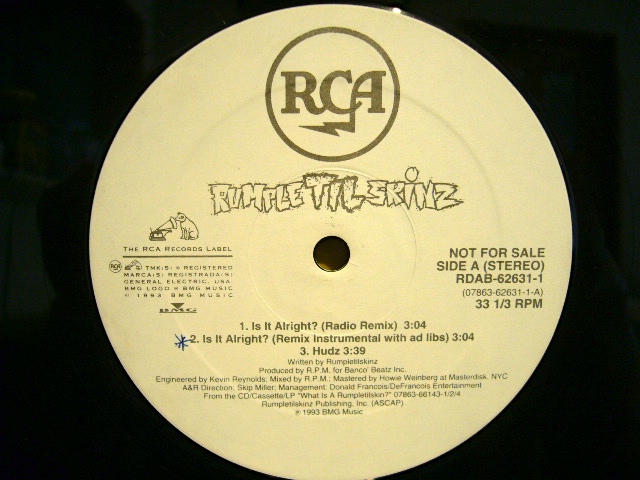 RCA
RUMPLETILSKINZ
THE RCA RECORDS LABEL
TMK(S) ® REGISTERED
MARCA(S) REGISTRADA(S)
GENERAL ELECTRIC, USA.
BMG LOGO ® BMG MUSIC
℗ 1993 BMG MUSIC
BMG
NOT FOR SALE
SIDE A (STEREO)
RDAB-62631-1
(07863-62631-1-A)
33 1/3 RPM
1. Is It Alright? (Radio Remix) 3:04
*2. Is It Alright? (Remix Instrumental with ad libs) 3:04
3. Hudz 3:39
Written by Rumpletilskinz
Produced by R.P.M. for Banco' Beatz Inc.
Engineered by Kevin Reynolds; Mixed by R.P.M.; Mastered by Howie Weinberg at Masterdisk, NYC
A&R Direction: Skip Miller; Management: Donald Francois/DeFrancois Entertainment
From the CD/Cassette/LP "What Is A Rumpletilskin?" 07863-66143-1/2/4
Rumpletilskinz Publishing, Inc. (ASCAP)
℗ 1993 BMG Music